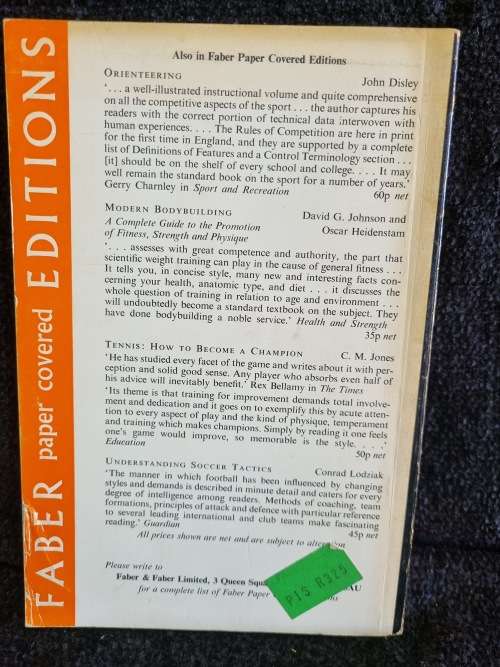 FABER paper covered EDITIONS
Also in Faber Paper Covered Editions
ORIENTEERING John Disley
'. . . a well-illustrated instructional volume and quite comprehensive
on all the competitive aspects of the sport . . . the author captures his
readers with the correct portion of technical data interwoven with
human experiences. . . . The Rules of Competition are here in print
for the first time in England, and they are supported by a complete
list of Definitions of Features and a Control Terminology section . . .
[it] should be on the shelf of every school and college. . . . It may
well remain the standard book on the sport for a number of years.'
Gerry Charnley in Sport and Recreation 60p net
MODERN BODYBUILDING David G. Johnson and
A Complete Guide to the Promotion Oscar Heidenstam
of Fitness, Strength and Physique
'. . . assesses with great competence and authority, the part that
scientific weight training can play in the cause of general fitness . . .
It tells you, in concise style, many new and interesting facts con-
cerning your health, anatomic type, and diet . . . it discusses the
whole question of training in relation to age and environment . . .
will undoubtedly become a standard textbook on the subject. They
have done bodybuilding a noble service.' Health and Strength
35p net
TENNIS: HOW TO BECOME A CHAMPION C. M. Jones
'He has studied every facet of the game and writes about it with per-
ception and solid good sense. Any player who absorbs even half of
his advice will inevitably benefit.' Rex Bellamy in The Times
'Its theme is that training for improvement demands total involve-
ment and dedication and it goes on to exemplify this by acute atten-
tion to every aspect of play and the kind of physique, temperament
and training which makes champions. Simply by reading it one feels
one's game would improve, so memorable is the style. . . .'
Education 50p net
UNDERSTANDING SOCCER TACTICS Conrad Lodziak
'The manner in which football has been influenced by changing
styles and demands is described in minute detail and caters for every
degree of intelligence among readers. Methods of coaching, team
formations, principles of attack and defence with particular reference
to several leading international and club teams make fascinating
reading.' Guardian 45p net
All prices shown are net and are subject to alteration
Please write to
Faber & Faber Limited, 3 Queen AU
for a complete list of Faber Paper
PJS R325